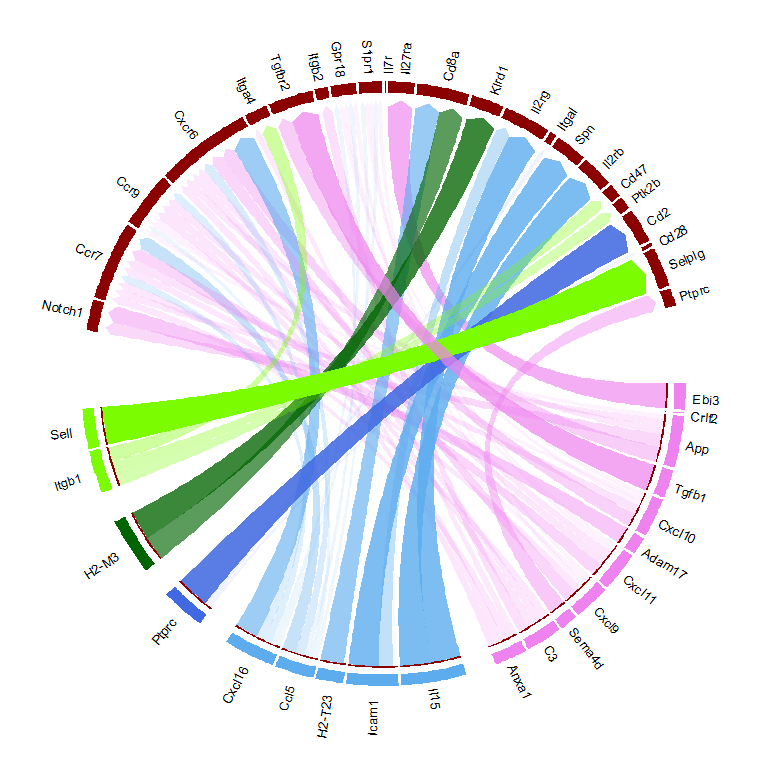 Notch1
Ccr7
Ccr9
Cxcr6
Itga4
Tgfbr2
Itgb2
Gpr18
S1pr1
Il7r
Il27ra
Cd8a
Klrd1
Il2rg
Itgal
Spn
Il2rb
Cd47
Ptk2b
Cd2
Cd28
Selplg
Ptprc
Ebi3
Crlf2
App
Tgfb1
Cxcl10
Adam17
Cxcl11
Cxcl9
Sema4d
C3
Anxa1
Il15
Icam1
H2-T23
Ccl5
Cxcl16
Ptprc
H2-M3
Itgb1
Sell